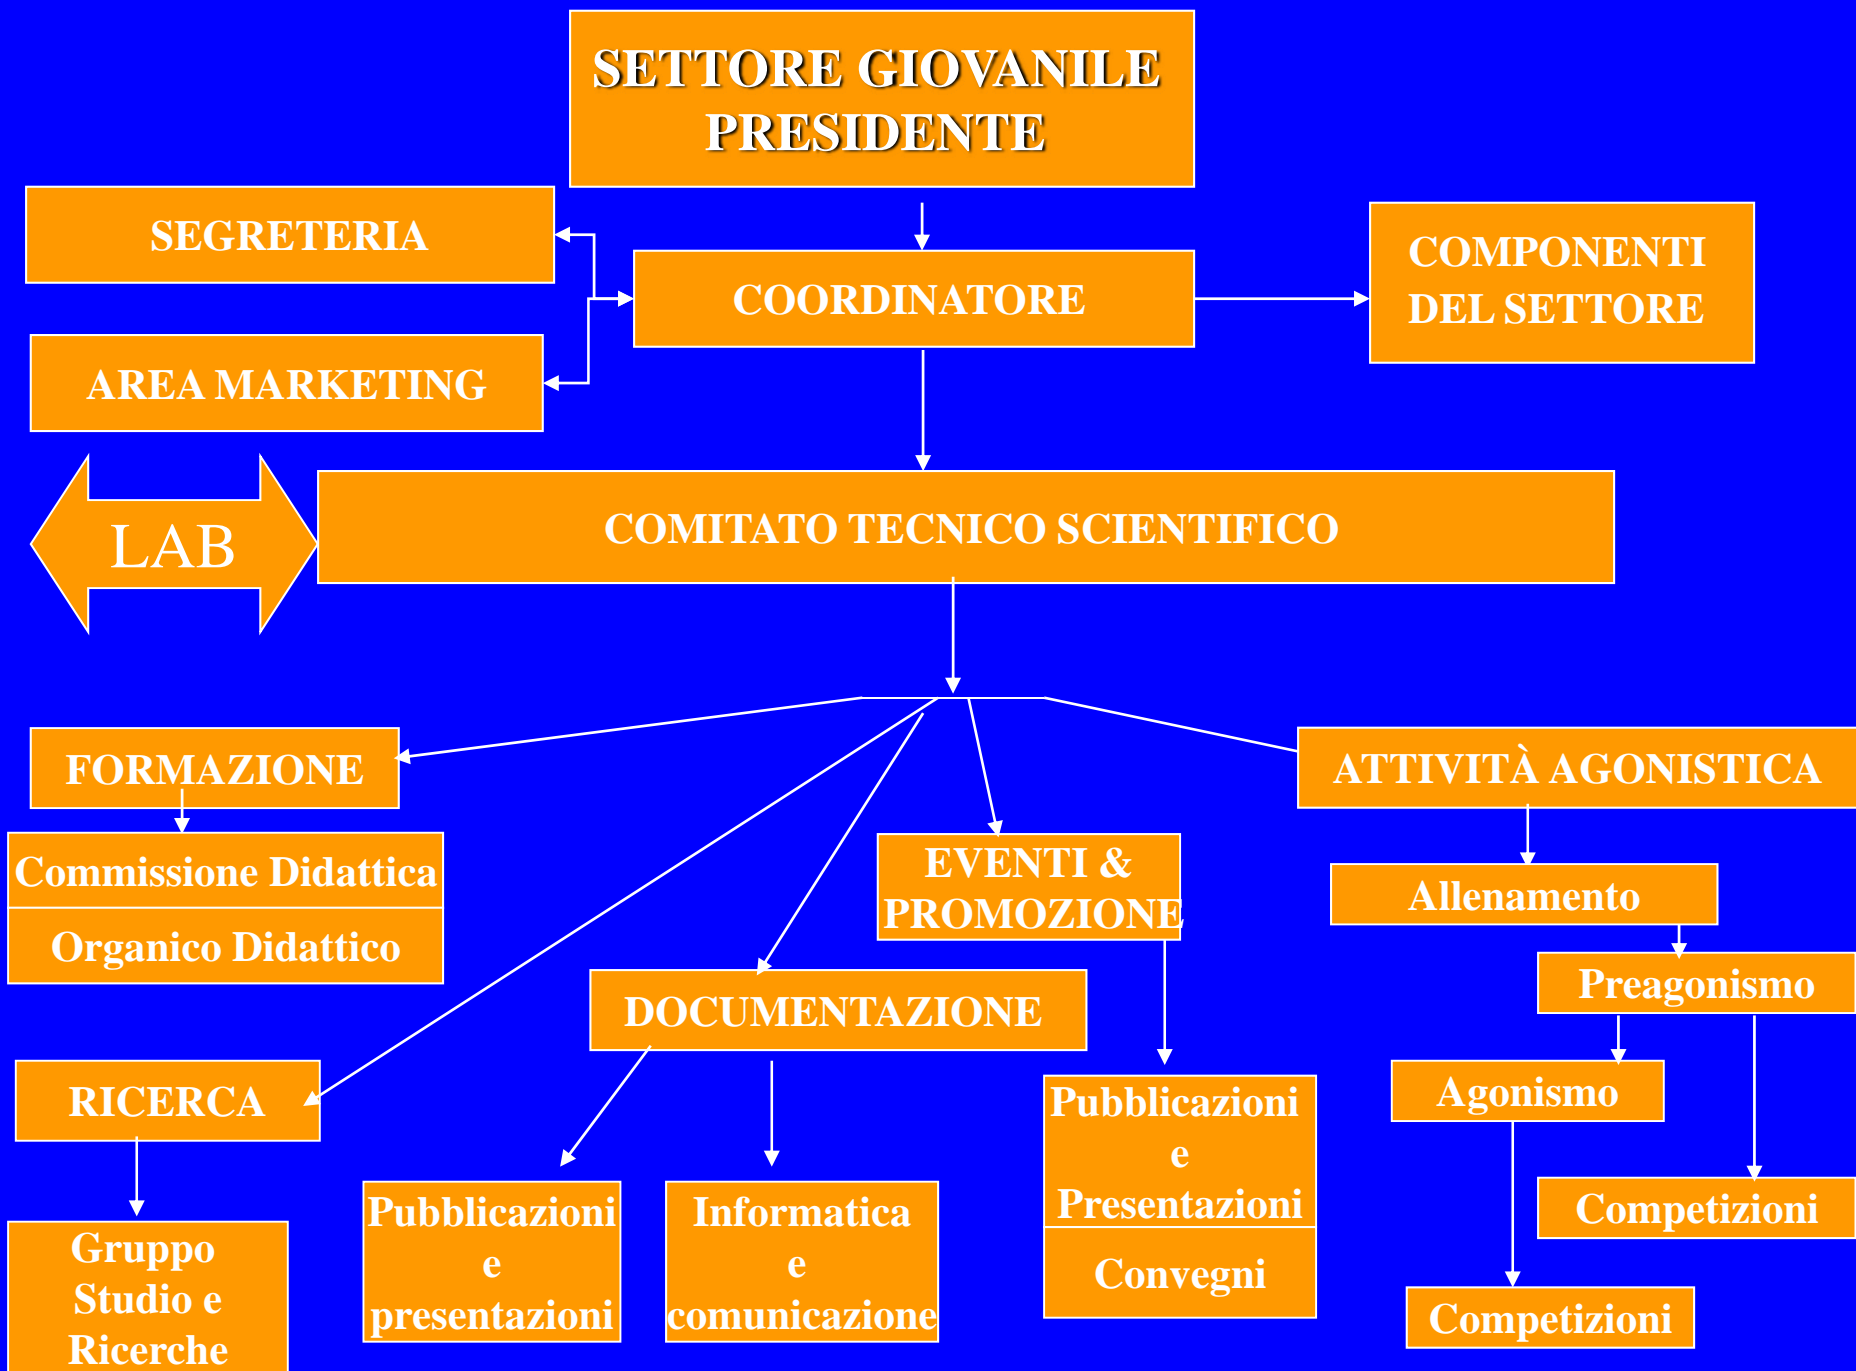 SETTORE GIOVANILE
PRESIDENTE
SEGRETERIA
COORDINATORE
COMPONENTI
DEL SETTORE
AREA MARKETING
LAB
COMITATO TECNICO SCIENTIFICO
FORMAZIONE
ATTIVITÀ AGONISTICA
Commissione Didattica
Organico Didattico
EVENTI &
PROMOZIONE
Allenamento
Preagonismo
DOCUMENTAZIONE
RICERCA
Agonismo
Pubblicazioni
e
Presentazioni
Convegni
Competizioni
Gruppo
Studio e
Ricerche
Pubblicazioni
e
presentazioni
Informatica
e
comunicazione
Competizioni